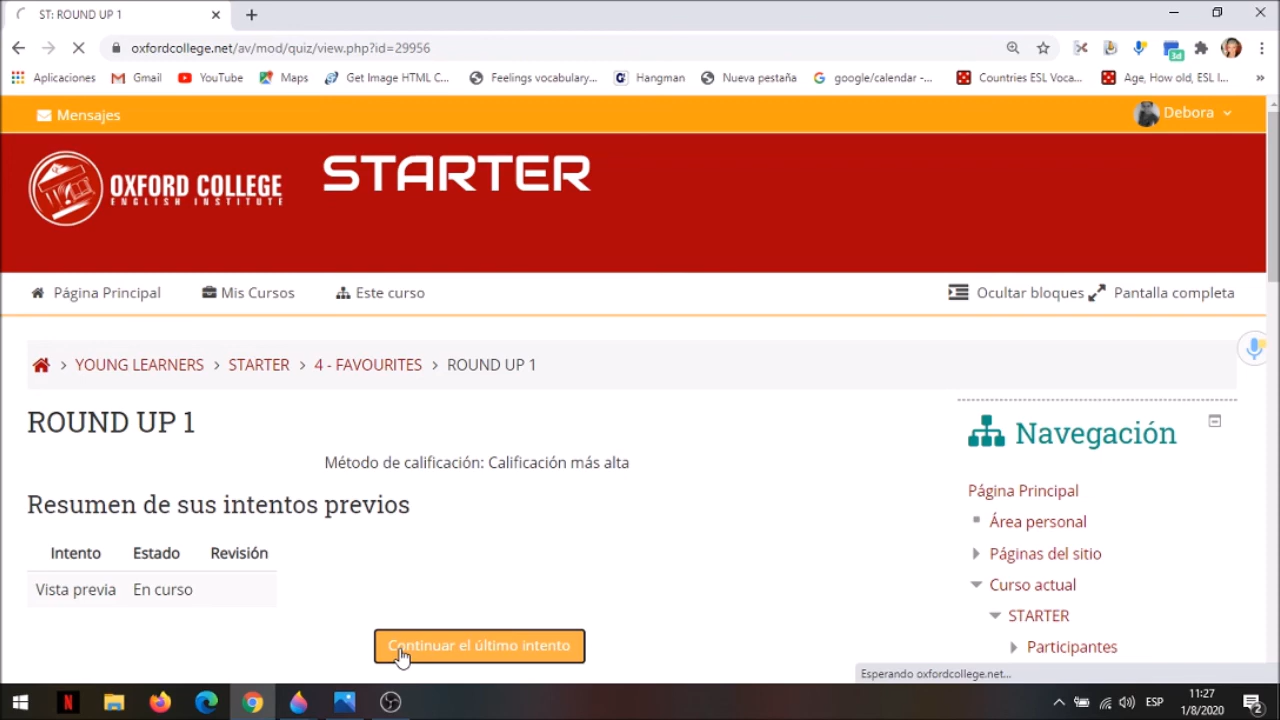 ST: ROUND UP 1
oxfordcollege.net/av/mod/quiz/view.php?id=29956
Aplicaciones
Gmail
YouTube
Maps
Get Image HTML C...
Feelings vocabulary...
Hangman
Nueva pestaña
google/calendar -...
Countries ESL Voca...
Age, How old, ESL I...
»
Mensajes
Debora
OXFORD COLLEGE
ENGLISH INSTITUTE
STARTER
Página Principal
Mis Cursos
Este curso
Ocultar bloques
Pantalla completa
> YOUNG LEARNERS > STARTER > 4 - FAVOURITES > ROUND UP 1
ROUND UP 1
Método de calificación: Calificación más alta
Resumen de sus intentos previos
Intento Estado Revisión
Vista previa En curso
Continuar el último intento
Navegación
Página Principal
Área personal
Páginas del sitio
Curso actual
STARTER
Participantes
Esperando oxfordcollege.net...
ESP
11:27
1/8/2020
2